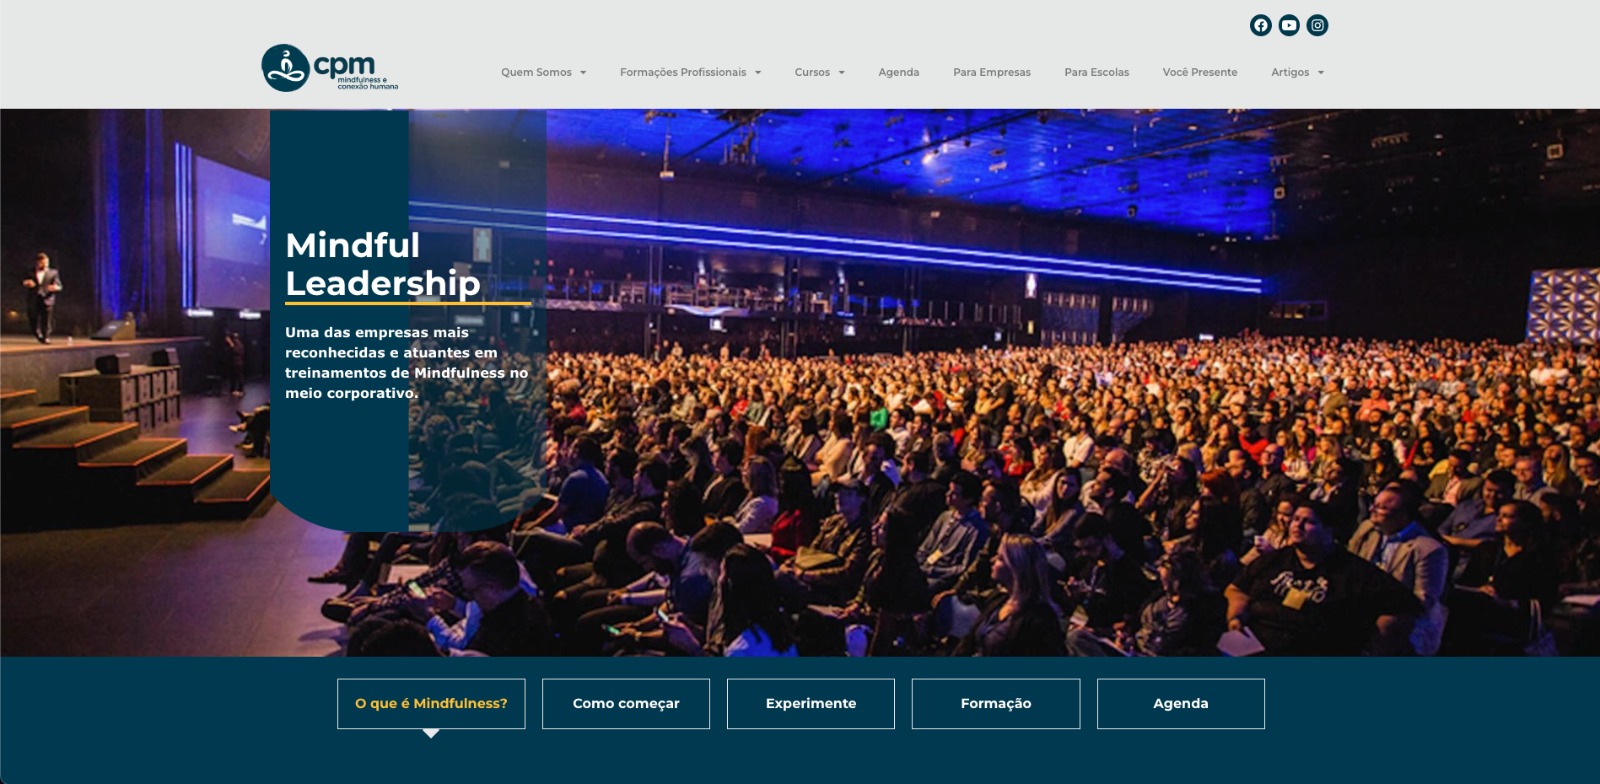 cpm
mindfulness e
conexão humana
Quem Somos
Formações Profissionais
Cursos
Agenda
Para Empresas
Para Escolas
Você Presente
Artigos
Mindful
Leadership
Uma das empresas mais
reconhecidas e atuantes em
treinamentos de Mindfulness no
meio corporativo.
O que é Mindfulness?
Como começar
Experimente
Formação
Agenda